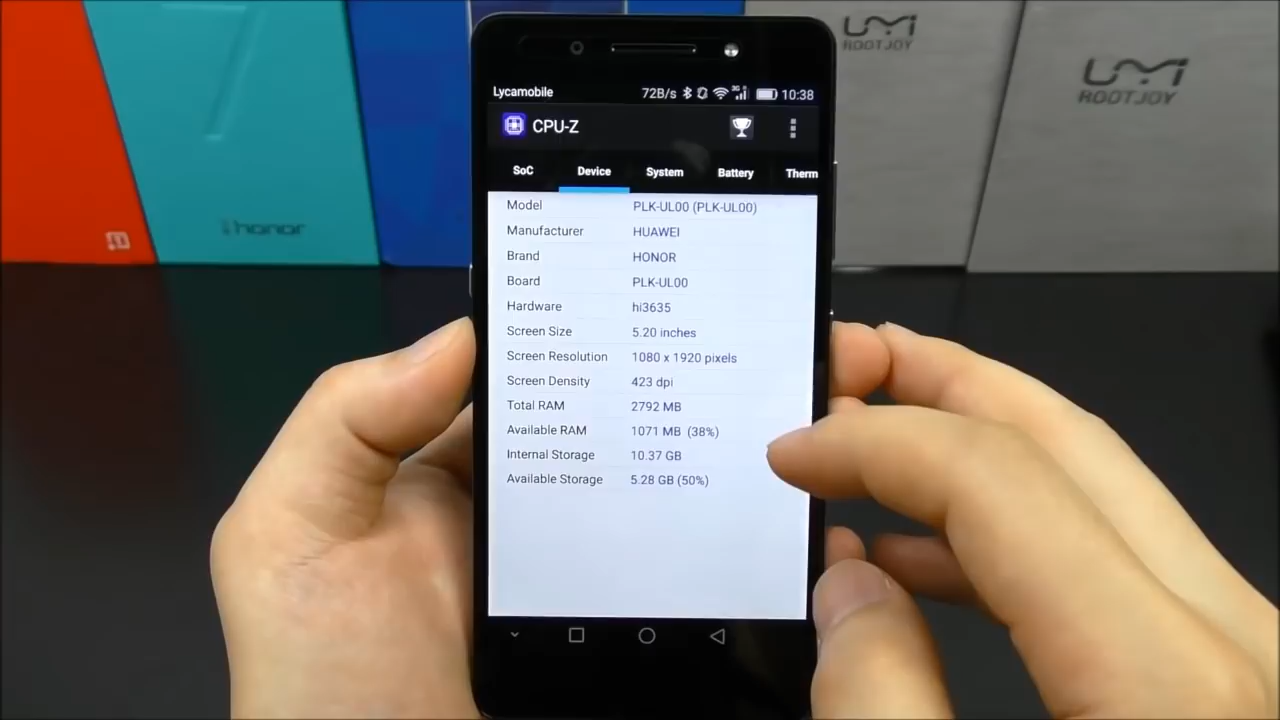 UMI
ROOTJOY
UMI
ROOTJOY
7
honor
Lycamobile 72B/s 10:38
CPU-Z
SoC Device System Battery Therm
Model PLK-UL00 (PLK-UL00)
Manufacturer HUAWEI
Brand HONOR
Board PLK-UL00
Hardware hi3635
Screen Size 5.20 inches
Screen Resolution 1080 x 1920 pixels
Screen Density 423 dpi
Total RAM 2792 MB
Available RAM 1071 MB (38%)
Internal Storage 10.37 GB
Available Storage 5.28 GB (50%)